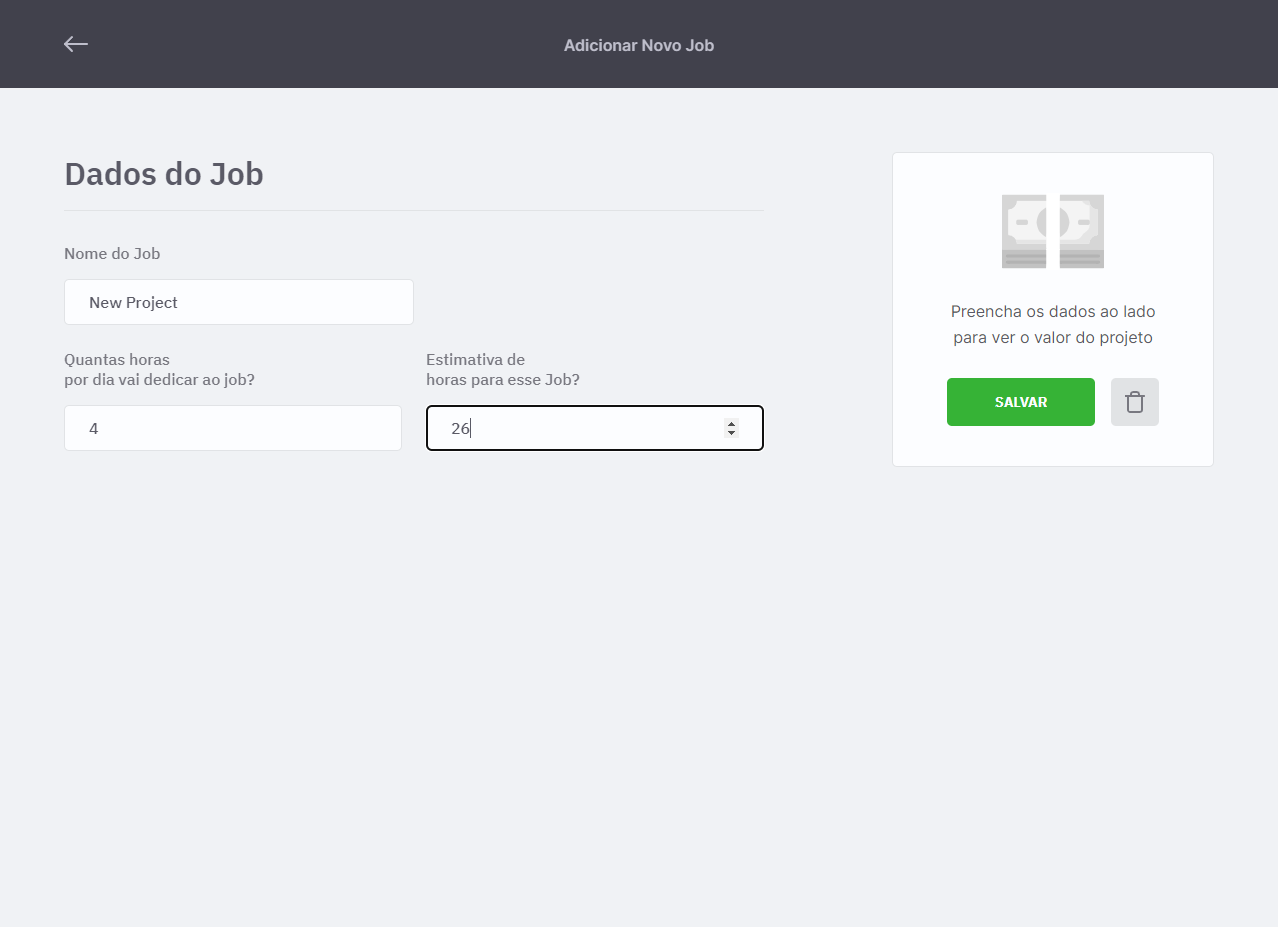 Adicionar Novo Job
Dados do Job
Nome do Job
New Project
Quantas horas
por dia vai dedicar ao job?
4
Estimativa de
horas para esse Job?
26
Preencha os dados ao lado
para ver o valor do projeto
SALVAR